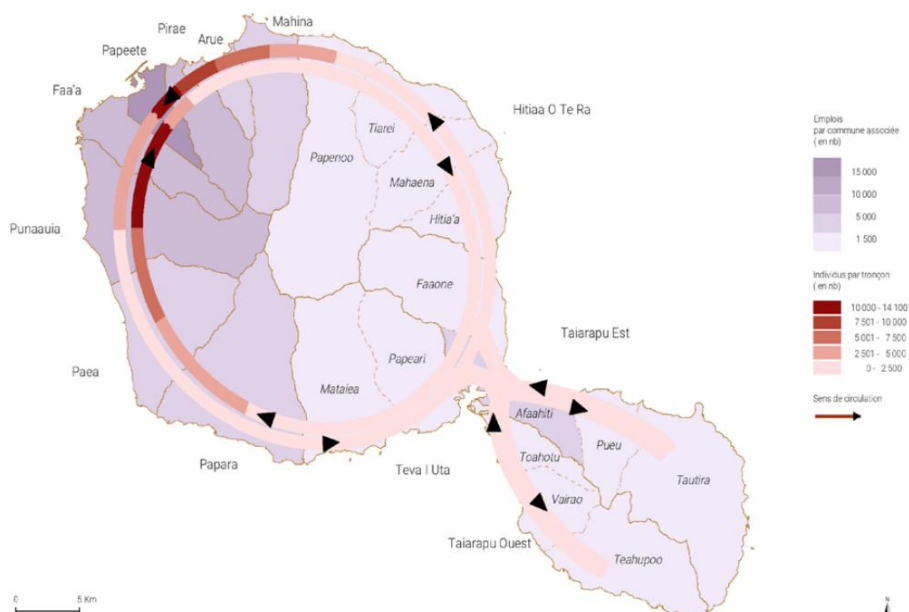 Mahina
Pirae
Arue
Papeete
Faa'a
Hitiaa O Te Ra
Tiarei
Papenoo
Mahaena
Hitia'a
Punaauia
Faaone
Taiarapu Est
Paea
Papeari
Mataiea
Afaahiti
Pueu
Toahotu
Papara
Teva I Uta
Tautira
Vairao
Taiarapu Ouest
Teahupoo
Emplois
par commune associée
( en nb)
15 000
10 000
5 000
1 500
Individus par tronçon
( en nb)
10 000 - 14 100
7 501 - 10 000
5 001 - 7 500
2 501 - 5 000
0 - 2 500
Sens de circulation
0 5 Km
N